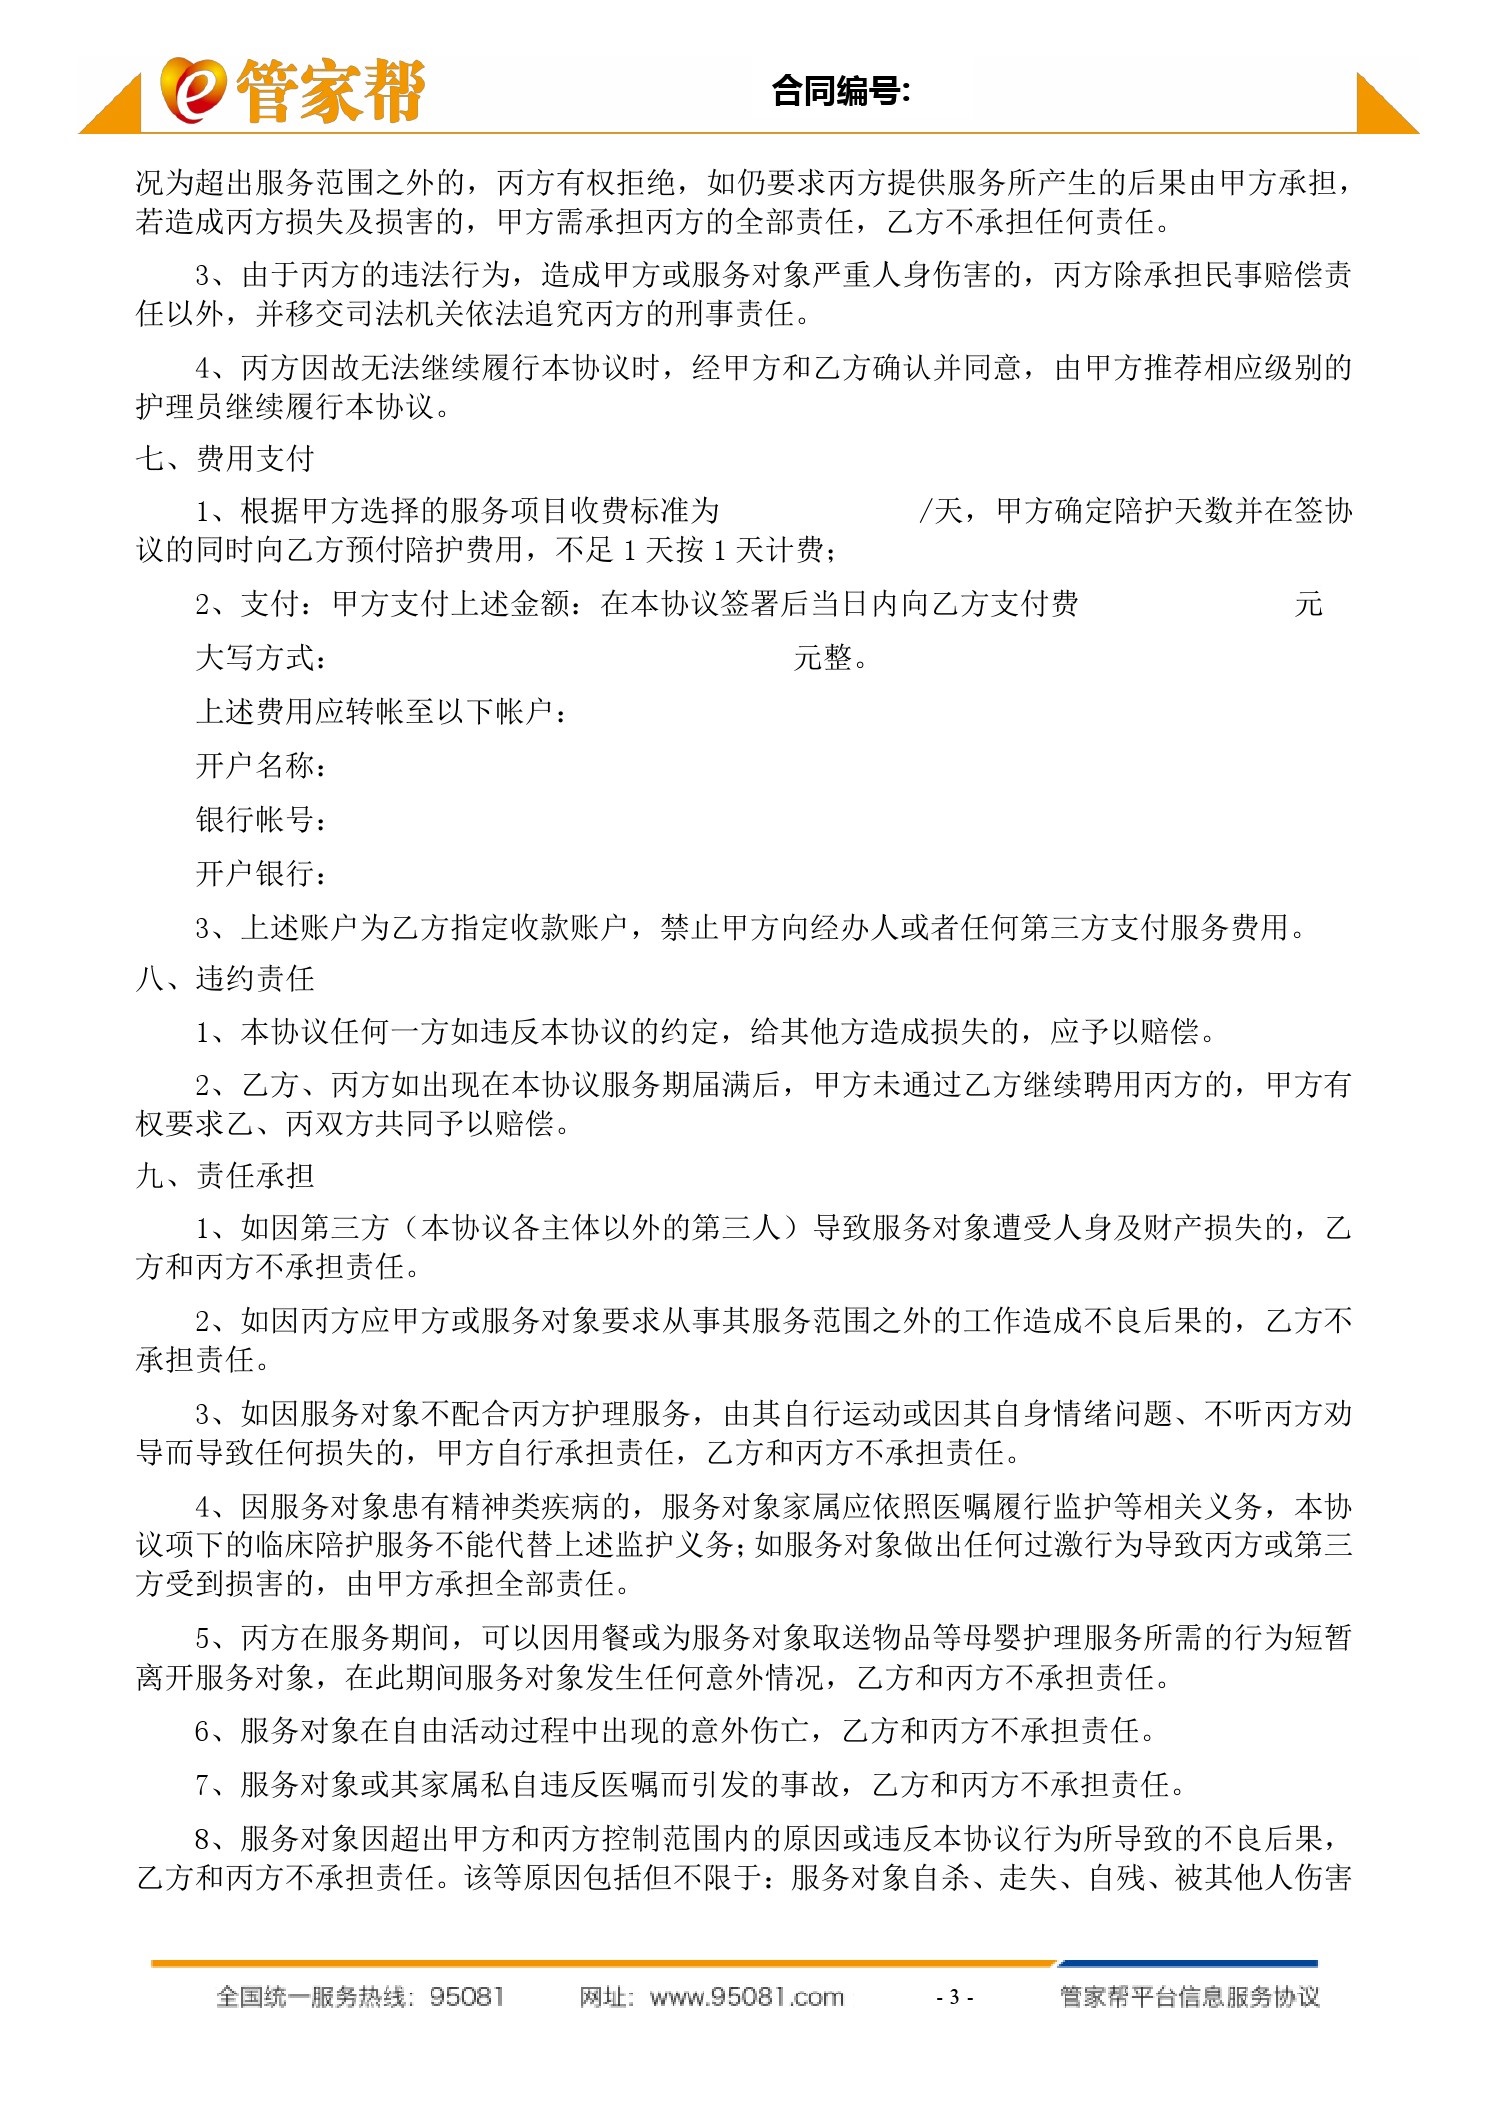 管家帮
合同编号:
况为超出服务范围之外的，丙方有权拒绝，如仍要求丙方提供服务所产生的后果由甲方承担，
若造成丙方损失及损害的，甲方需承担丙方的全部责任，乙方不承担任何责任。
3、由于丙方的违法行为，造成甲方或服务对象严重人身伤害的，丙方除承担民事赔偿责
任以外，并移交司法机关依法追究丙方的刑事责任。
4、丙方因故无法继续履行本协议时，经甲方和乙方确认并同意，由甲方推荐相应级别的
护理员继续履行本协议。
七、费用支付
1、根据甲方选择的服务项目收费标准为 /天，甲方确定陪护天数并在签协
议的同时向乙方预付陪护费用，不足 1 天按 1 天计费；
2、支付：甲方支付上述金额：在本协议签署后当日内向乙方支付费 元
大写方式： 元整。
上述费用应转帐至以下帐户：
开户名称：
银行帐号：
开户银行：
3、上述账户为乙方指定收款账户，禁止甲方向经办人或者任何第三方支付服务费用。
八、违约责任
1、本协议任何一方如违反本协议的约定，给其他方造成损失的，应予以赔偿。
2、乙方、丙方如出现在本协议服务期届满后，甲方未通过乙方继续聘用丙方的，甲方有
权要求乙、丙双方共同予以赔偿。
九、责任承担
1、如因第三方（本协议各主体以外的第三人）导致服务对象遭受人身及财产损失的，乙
方和丙方不承担责任。
2、如因丙方应甲方或服务对象要求从事其服务范围之外的工作造成不良后果的，乙方不
承担责任。
3、如因服务对象不配合丙方护理服务，由其自行运动或因其自身情绪问题、不听丙方劝
导而导致任何损失的，甲方自行承担责任，乙方和丙方不承担责任。
4、因服务对象患有精神类疾病的，服务对象家属应依照医嘱履行监护等相关义务，本协
议项下的临床陪护服务不能代替上述监护义务；如服务对象做出任何过激行为导致丙方或第三
方受到损害的，由甲方承担全部责任。
5、丙方在服务期间，可以因用餐或为服务对象取送物品等母婴护理服务所需的行为短暂
离开服务对象，在此期间服务对象发生任何意外情况，乙方和丙方不承担责任。
6、服务对象在自由活动过程中出现的意外伤亡，乙方和丙方不承担责任。
7、服务对象或其家属私自违反医嘱而引发的事故，乙方和丙方不承担责任。
8、服务对象因超出甲方和丙方控制范围内的原因或违反本协议行为所导致的不良后果，
乙方和丙方不承担责任。该等原因包括但不限于：服务对象自杀、走失、自残、被其他人伤害
全国统一服务热线：95081 网址：www.95081.com - 3 - 管家帮平台信息服务协议